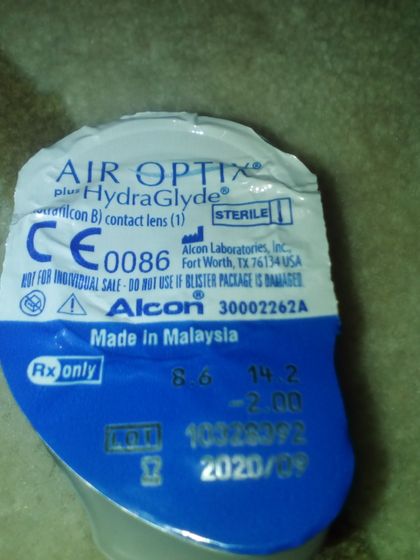 AIR OPTIX®
plus HydraGlyde®
B) contact lens (1)
STERILE
Alcon Laboratories, Inc.
Fort Worth, TX 76134 USA
CE 0086
NOT FOR INDIVIDUAL SALE - DO NOT USE IF BLISTER PACKAGE IS DAMAGED
Alcon® 30002262A
Made in Malaysia
Rx only
8.6 14.2
-2.00
LOT 10328392
2020/09